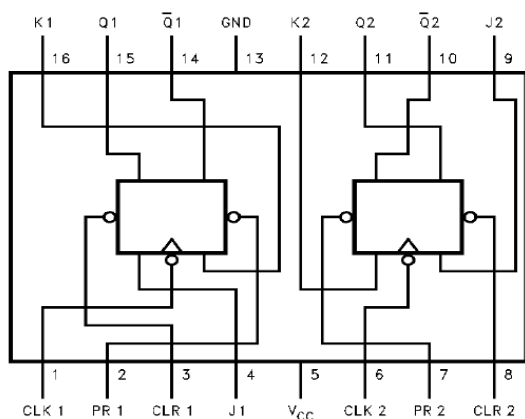 K1 Q1 Q̅1 GND K2 Q2 Q̅2 J2
16 15 14 13 12 11 10 9
1 2 3 4 5 6 7 8
CLK 1 PR 1 CLR 1 J1 VCC CLK 2 PR 2 CLR 2